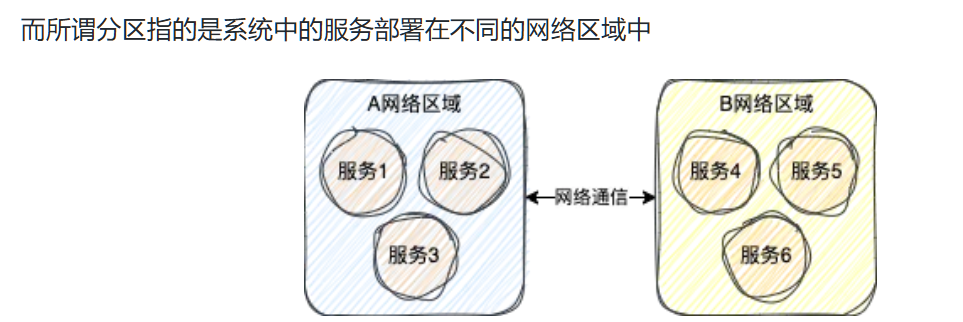 而所谓分区指的是系统中的服务部署在不同的网络区域中
A网络区域
B网络区域
服务1
服务2
服务4
服务5
网络通信
服务3
服务6